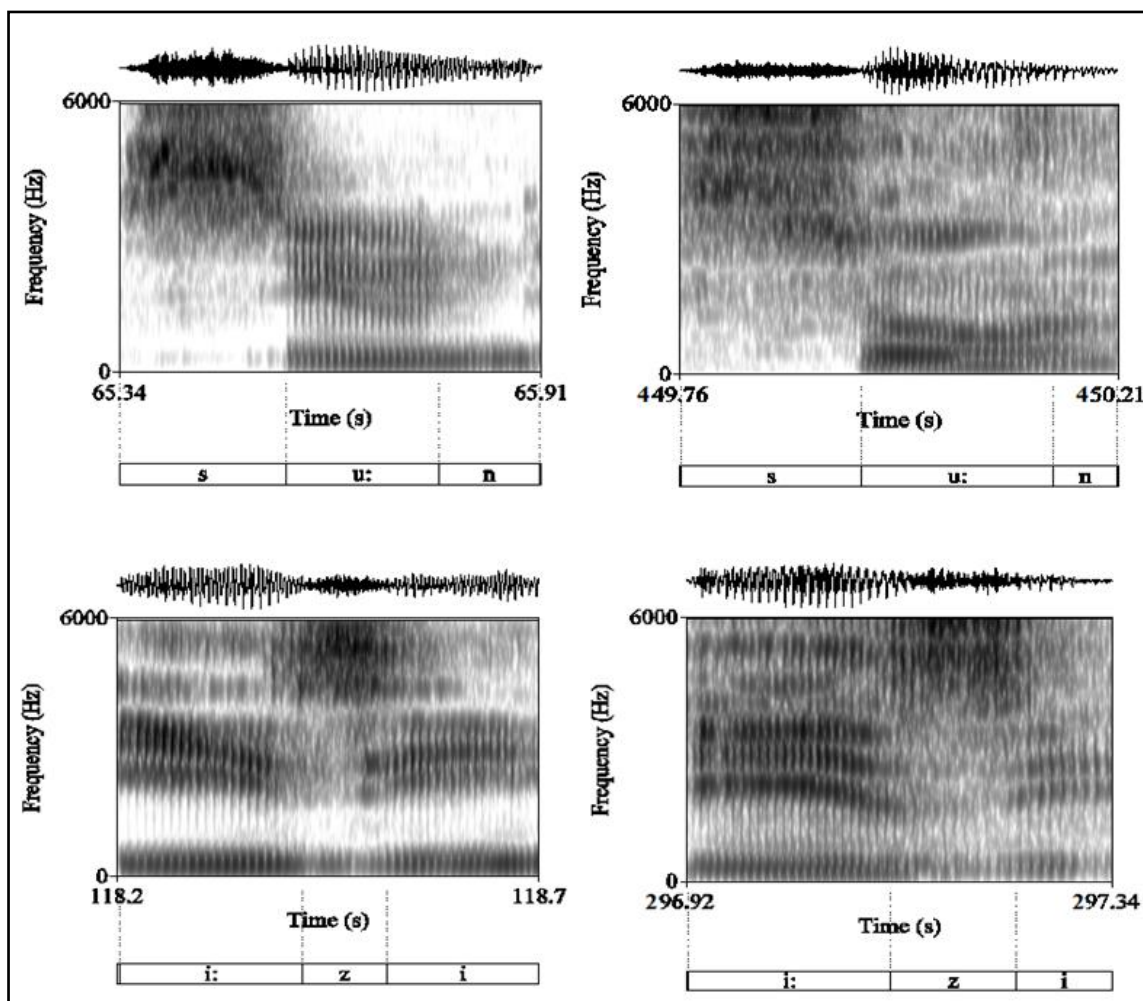 6000
Frequency (Hz)
0
65.34
65.91
Time (s)
s
u:
n
6000
Frequency (Hz)
0
449.76
450.21
Time (s)
s
u:
n
6000
Frequency (Hz)
0
118.2
118.7
Time (s)
i:
z
i
6000
Frequency (Hz)
0
296.92
297.34
Time (s)
i:
z
i